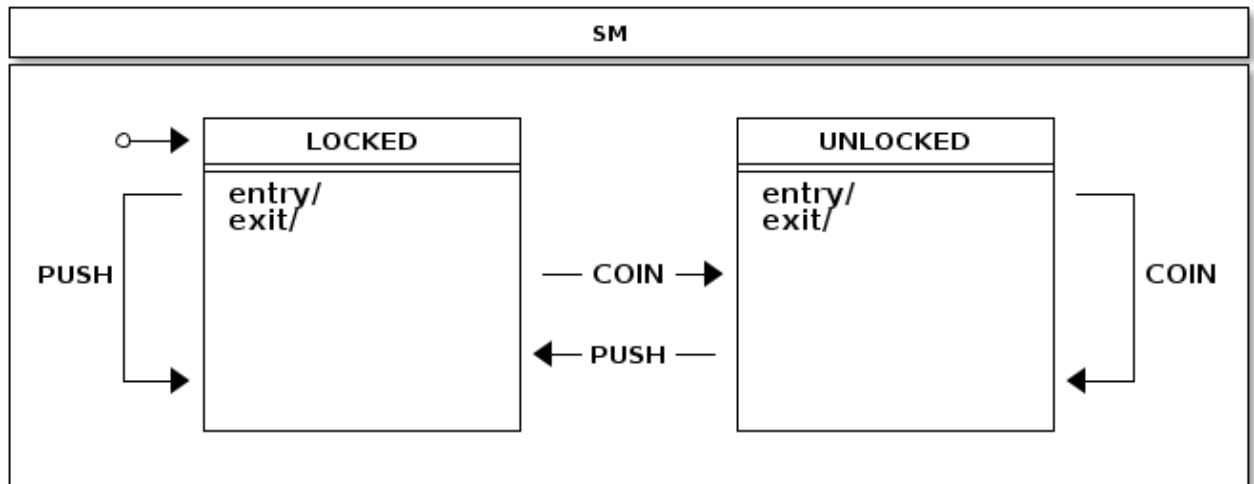 SM
LOCKED
entry/
exit/
UNLOCKED
entry/
exit/
PUSH
COIN
PUSH
COIN